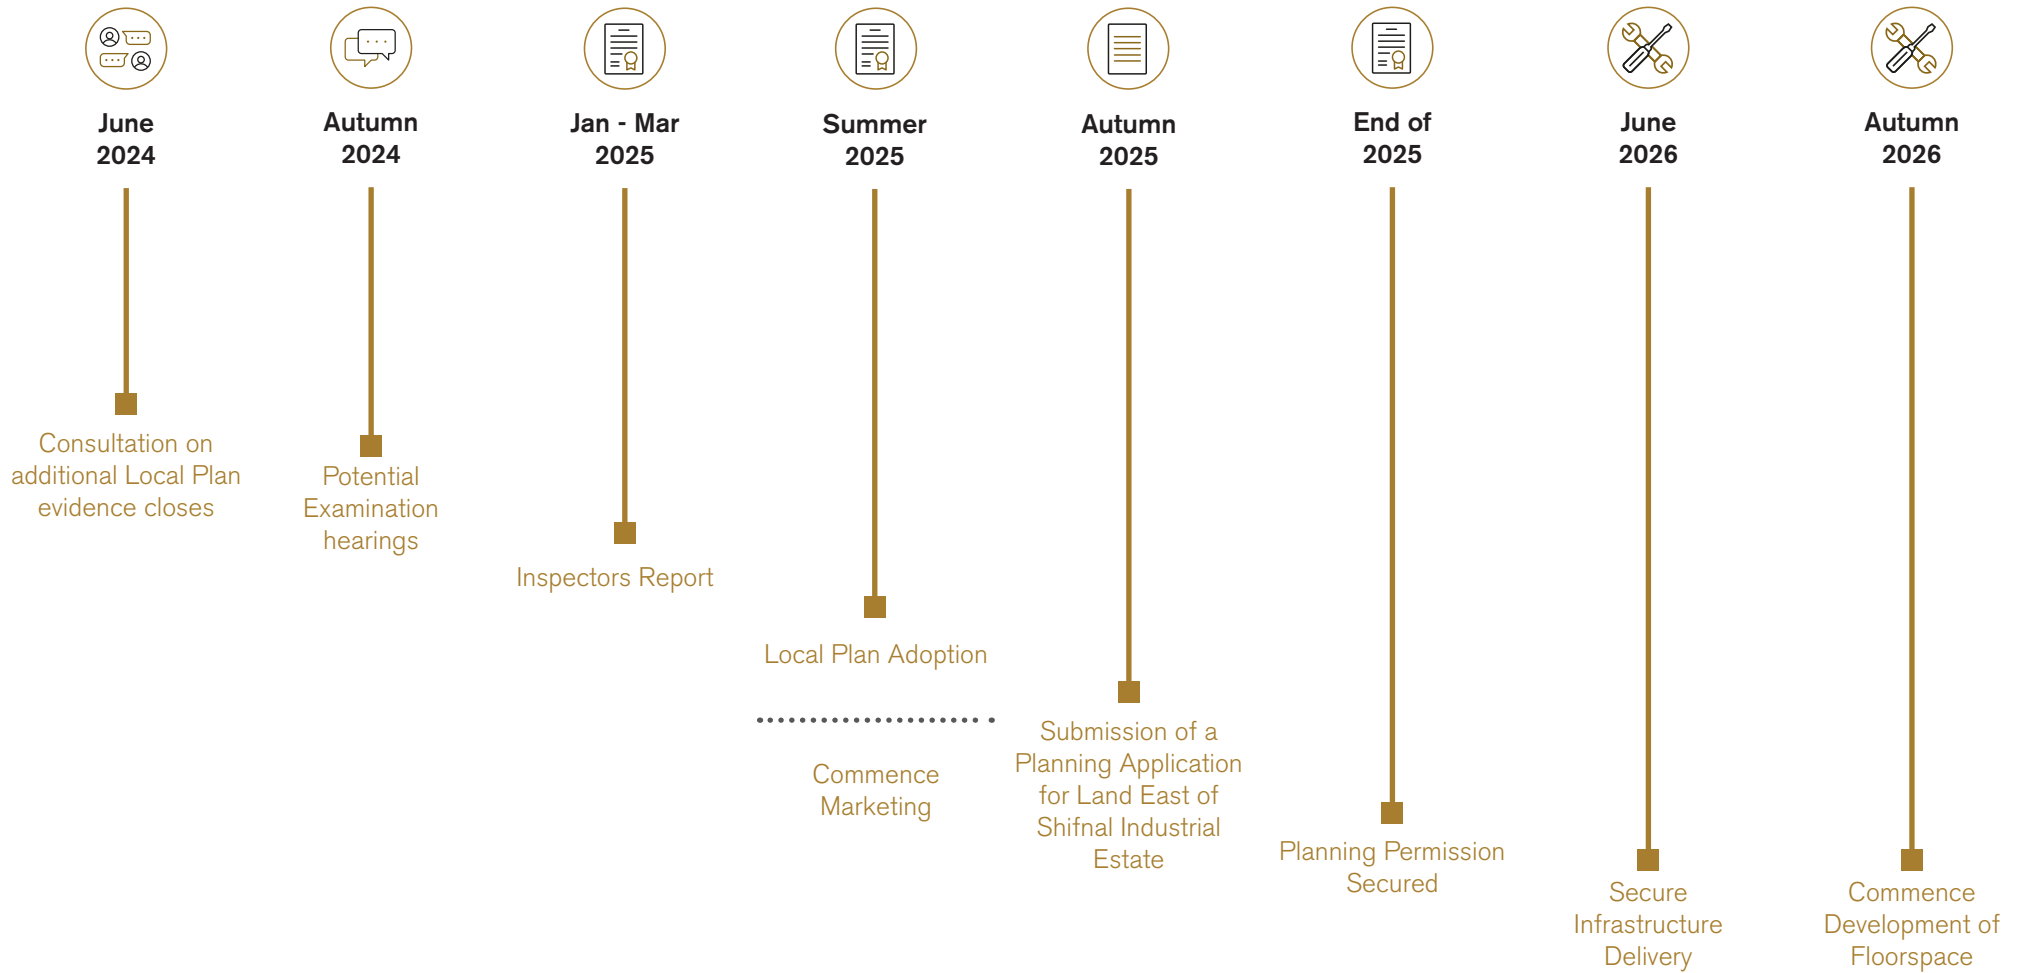 June
2024
Consultation on
additional Local Plan
evidence closes
Autumn
2024
Potential
Examination
hearings
Jan - Mar
2025
Inspectors Report
Summer
2025
Local Plan Adoption
Commence
Marketing
Autumn
2025
Submission of a
Planning Application
for Land East of
Shifnal Industrial
Estate
End of
2025
Planning Permission
Secured
June
2026
Secure
Infrastructure
Delivery
Autumn
2026
Commence
Development of
Floorspace